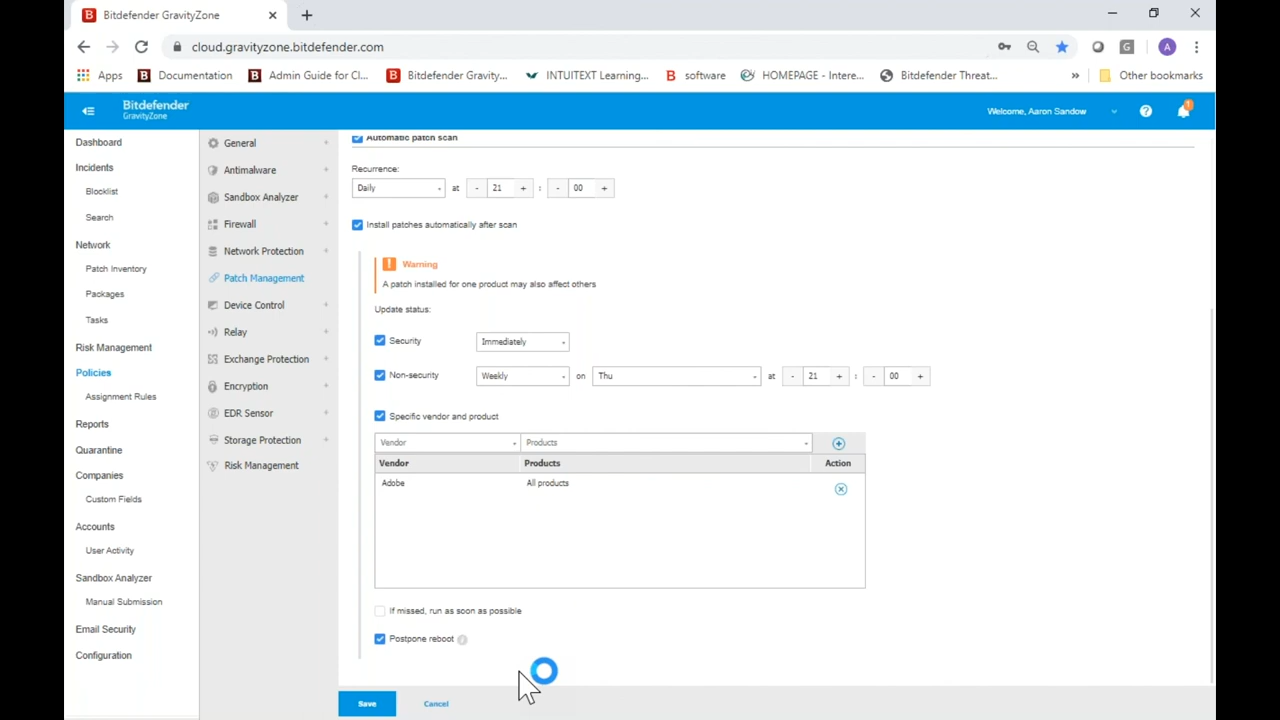 B Bitdefender GravityZone
cloud.gravityzone.bitdefender.com
G
A
Apps
B Documentation
B Admin Guide for Cl...
B Bitdefender Gravity...
INTUITEXT Learning...
B software
HOMEPAGE - Intere...
Bitdefender Threat...
»
Other bookmarks
Bitdefender
GravityZone
Welcome, Aaron Sandow
?
1
Dashboard
Incidents
Blocklist
Search
Network
Patch Inventory
Packages
Tasks
Risk Management
Policies
Assignment Rules
Reports
Quarantine
Companies
Custom Fields
Accounts
User Activity
Sandbox Analyzer
Manual Submission
Email Security
Configuration
General +
Antimalware +
Sandbox Analyzer +
Firewall +
Network Protection +
Patch Management
Device Control +
Relay +
Exchange Protection +
Encryption +
EDR Sensor +
Storage Protection +
Risk Management
Automatic patch scan
Recurrence:
Daily at - 21 + : - 00 +
Install patches automatically after scan
! Warning
A patch installed for one product may also affect others
Update status:
Security Immediately
Non-security Weekly on Thu at - 21 + : - 00 +
Specific vendor and product
Vendor Products
Vendor Products Action
Adobe All products
If missed, run as soon as possible
Postpone reboot i
Save Cancel